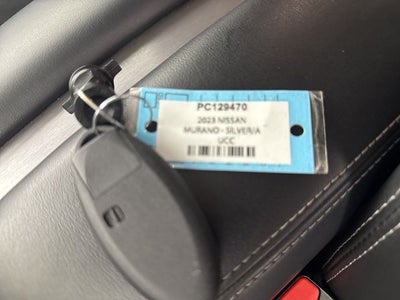 PC129470
2023 NISSAN
MURANO - SILVER/A
UCC